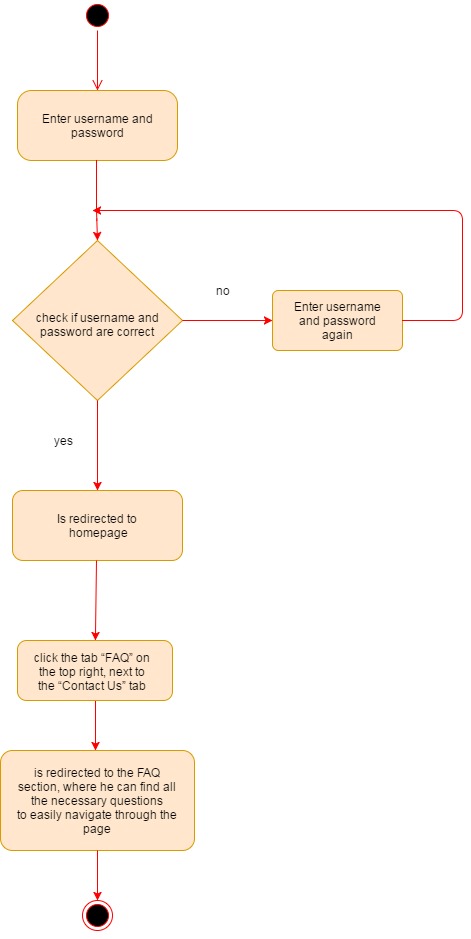 Enter username and
password
check if username and
password are correct
no
Enter username
and password
again
yes
Is redirected to
homepage
click the tab “FAQ” on
the top right, next to
the “Contact Us” tab
is redirected to the FAQ
section, where he can find all
the necessary questions
to easily navigate through the
page